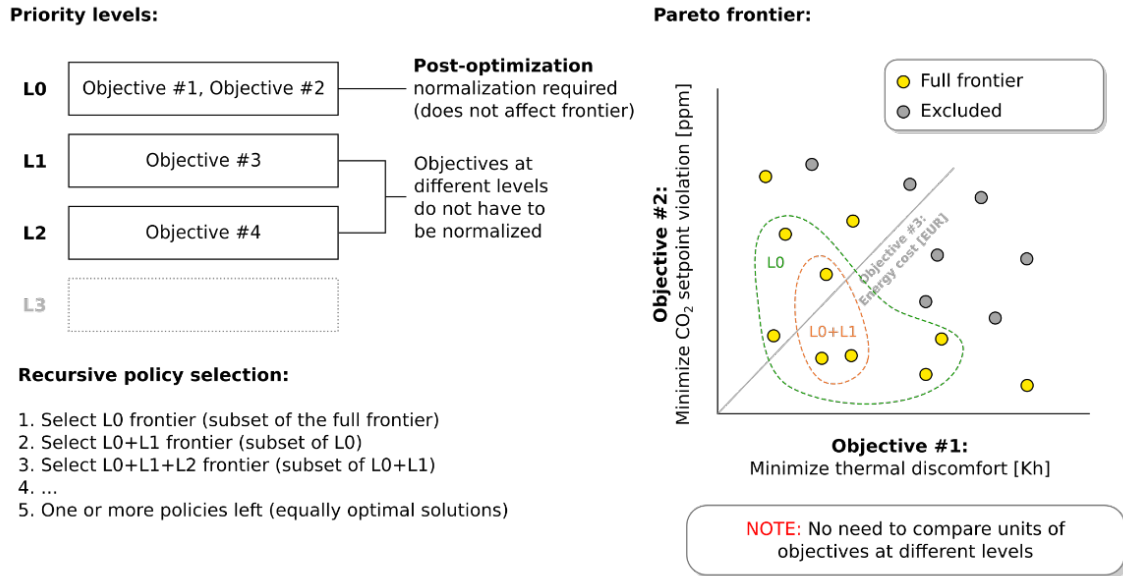 Priority levels:
L0
Objective #1, Objective #2
Post-optimization
normalization required
(does not affect frontier)
L1
Objective #3
Objectives at
different levels
do not have to
be normalized
L2
Objective #4
L3
Recursive policy selection:
1. Select L0 frontier (subset of the full frontier)
2. Select L0+L1 frontier (subset of L0)
3. Select L0+L1+L2 frontier (subset of L0+L1)
4. ...
5. One or more policies left (equally optimal solutions)
Pareto frontier:
Full frontier
Excluded
Objective #2:
Minimize CO₂ setpoint violation [ppm]
L0
L0+L1
Objective #3:
Energy cost [EUR]
Objective #1:
Minimize thermal discomfort [Kh]
NOTE: No need to compare units of
objectives at different levels